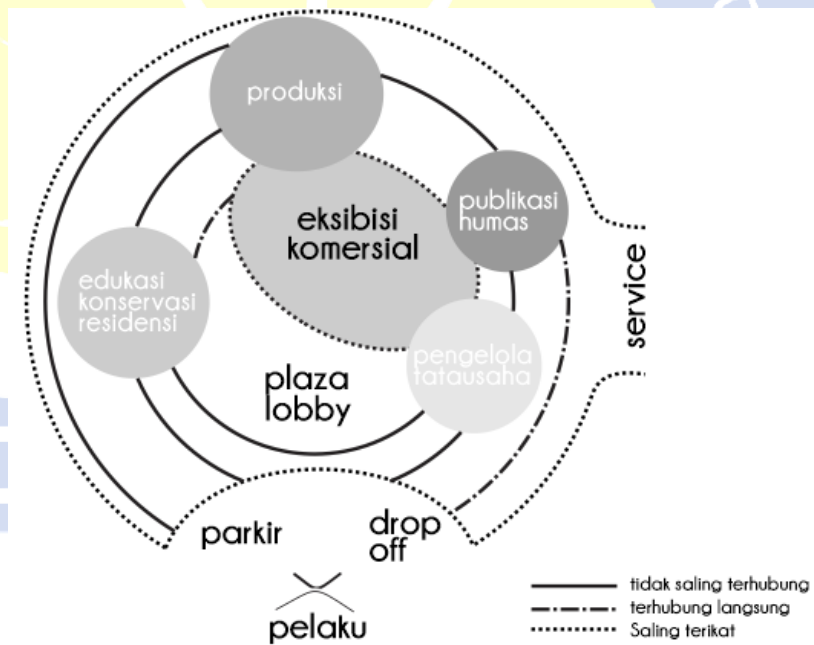 produksi
publikasi
humas
eksibisi
komersial
edukasi
konservasi
residensi
service
pengelola
tatausaha
plaza
lobby
parkir
drop
off
pelaku
tidak saling terhubung
terhubung langsung
Saling terikat